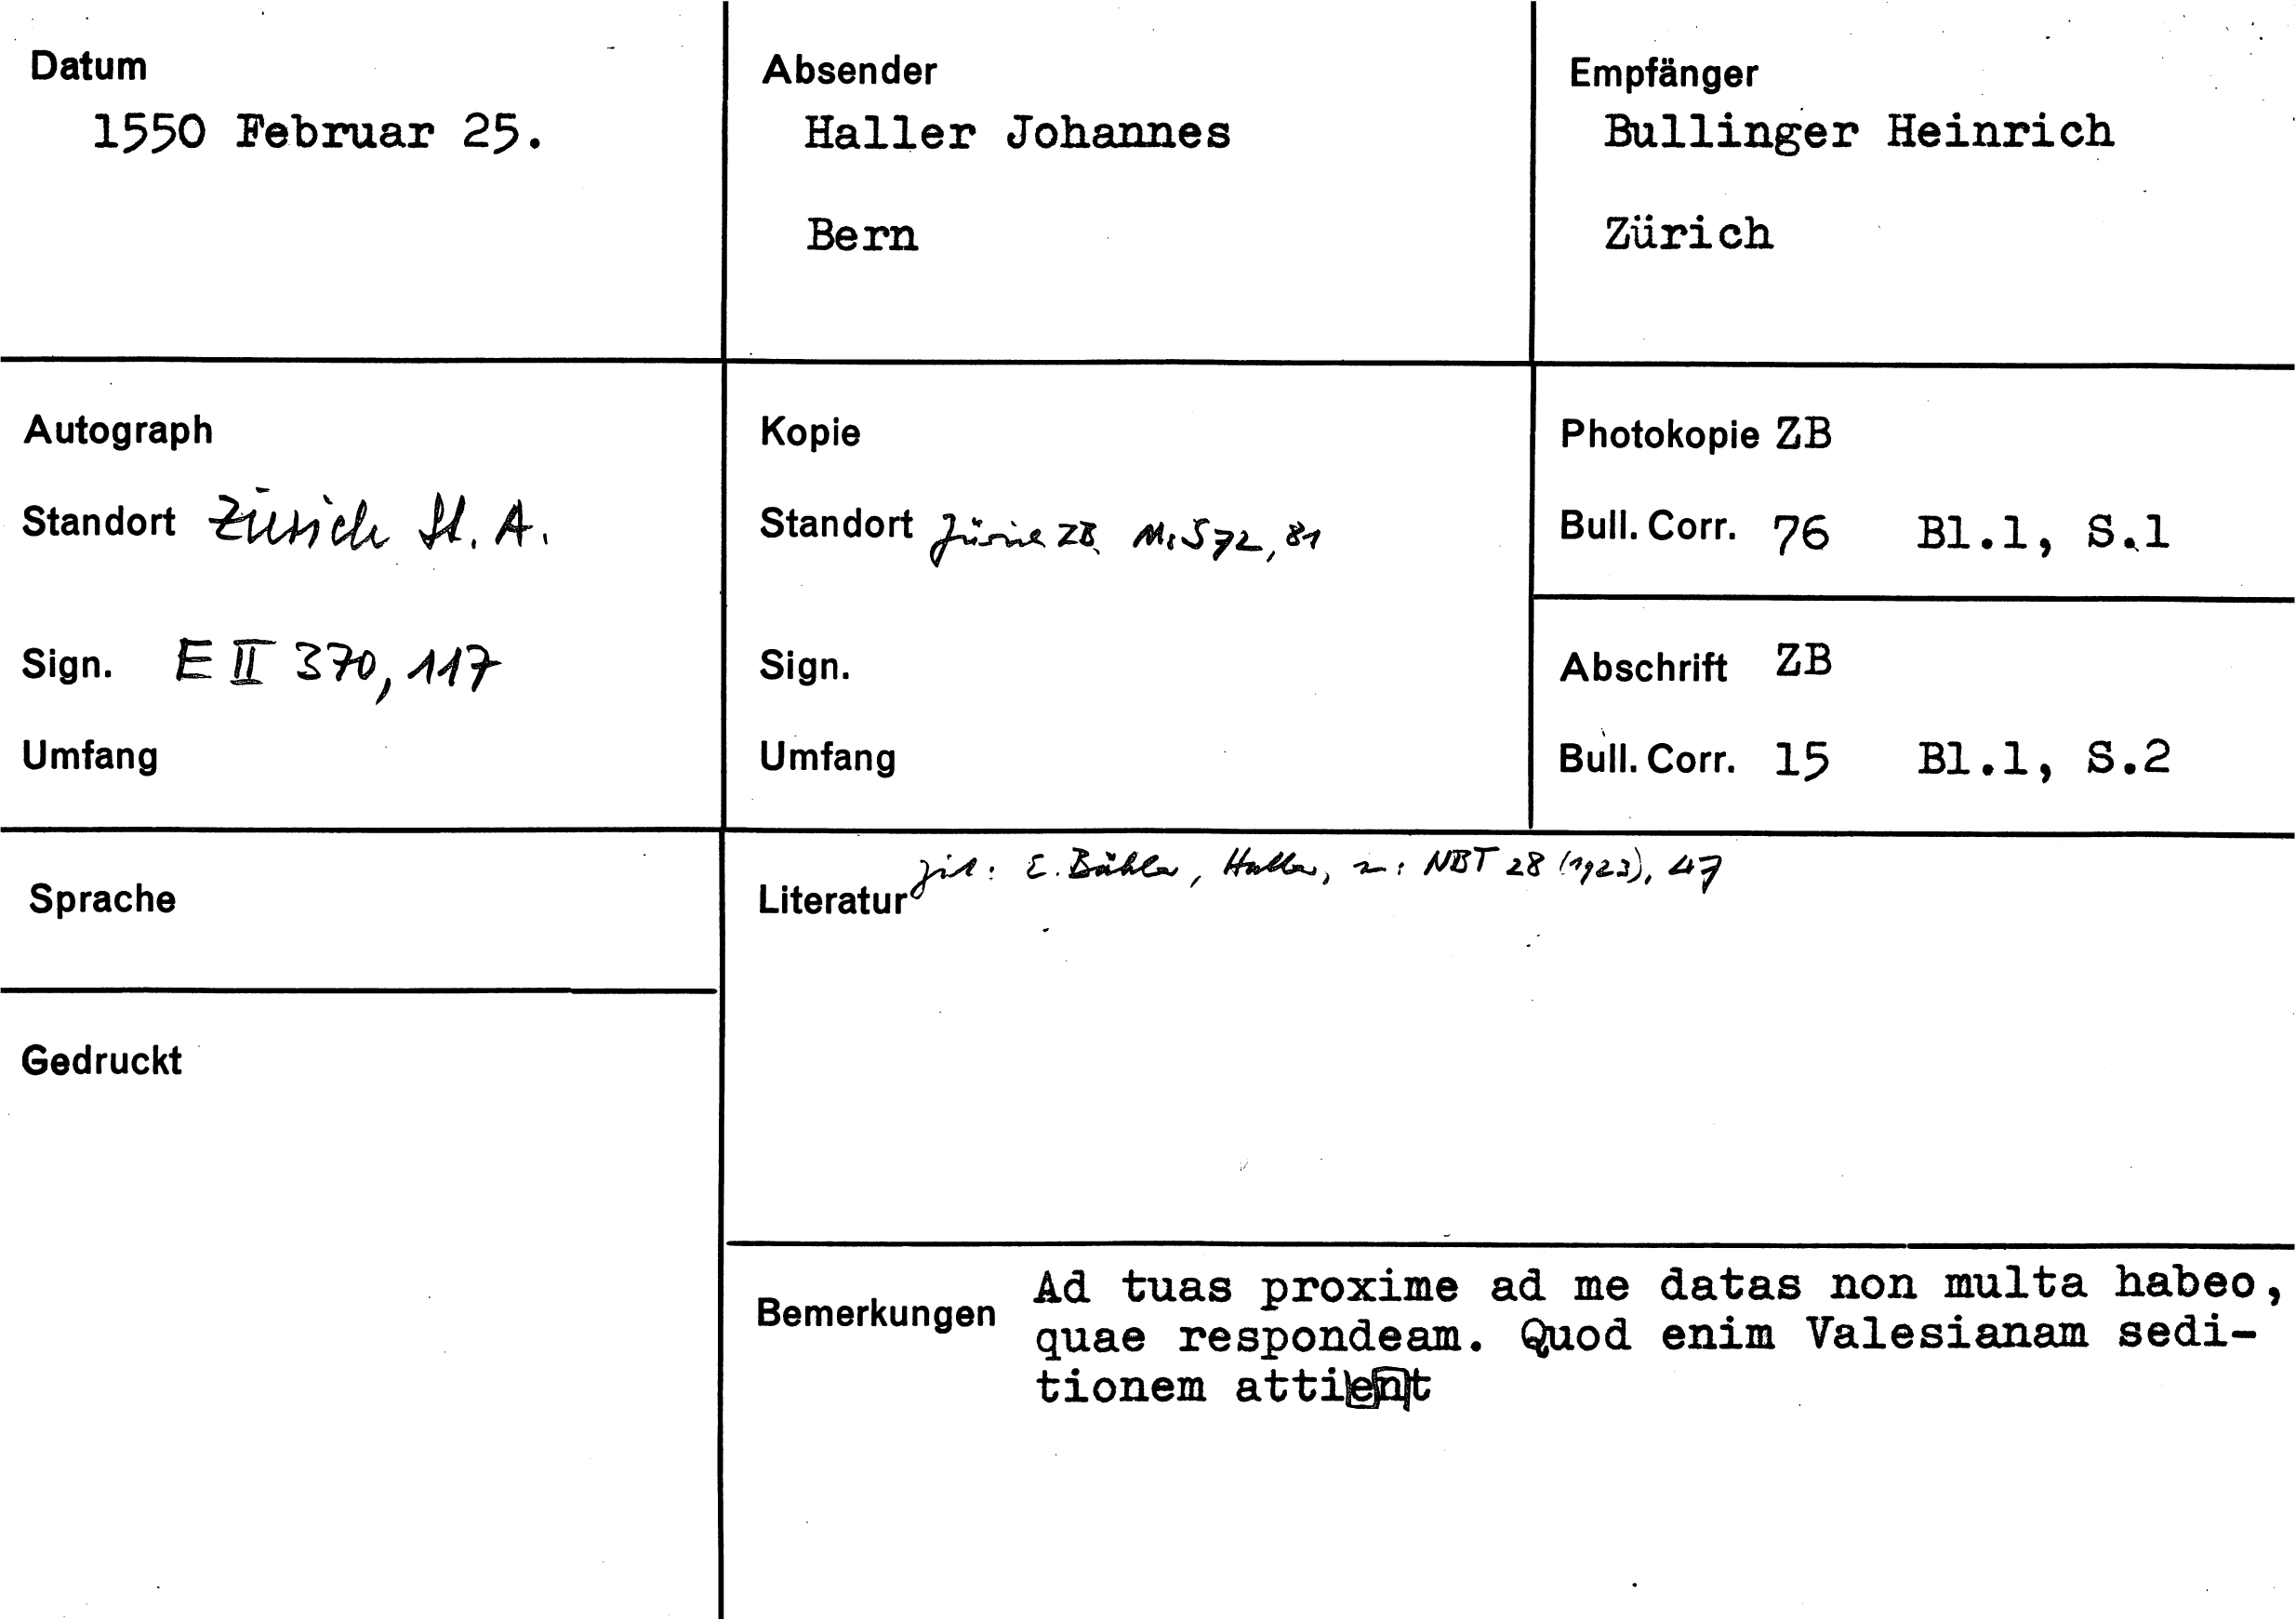 Datum
1550 Februar 25.
Absender
Haller Johannes
Bern
Empfänger
Bullinger Heinrich
Zürich
Autograph
Standort Zürich St. A.
Sign. E II 370, 117
Umfang
Kopie
Standort Zürich ZB, Ms S 72, 81
Sign.
Umfang
Photokopie ZB
Bull. Corr. 76 Bl.1, S.1
Abschrift ZB
Bull. Corr. 15 Bl.1, S.2
Sprache
Gedruckt
Literatur zit: E. Bähler, Haller, in: NBT 28 (1923), 47
Bemerkungen Ad tuas proxime ad me datas non multa habeo,
quae respondeam. Quod enim Valesianam sedi-
tionem attient